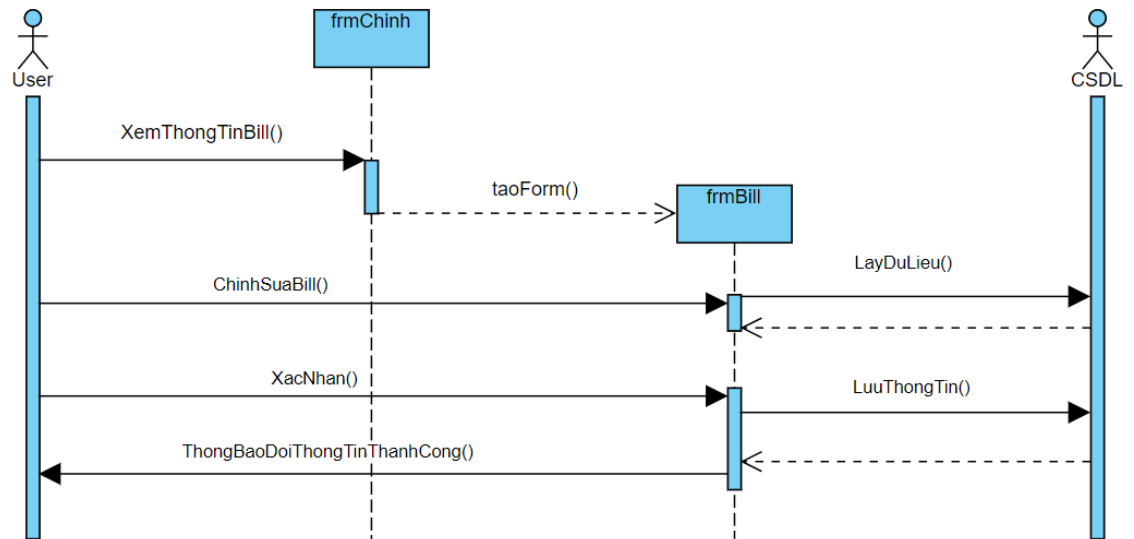 frmChinh
User
CSDL
XemThongTinBill()
taoForm()
frmBill
LayDuLieu()
ChinhSuaBill()
XacNhan()
LuuThongTin()
ThongBaoDoiThongTinThanhCong()